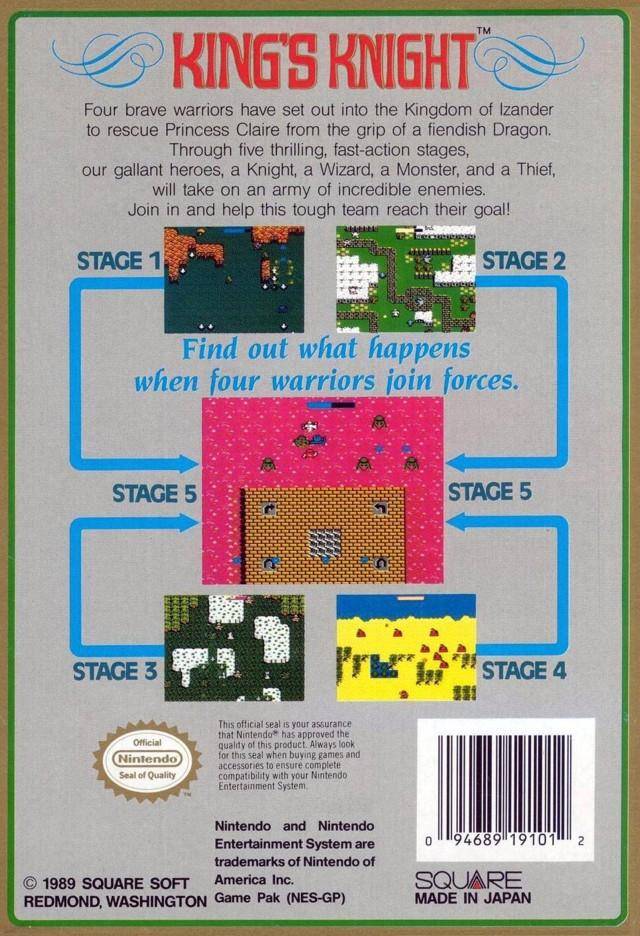 KING'S KNIGHT™
Four brave warriors have set out into the Kingdom of Izander
to rescue Princess Claire from the grip of a fiendish Dragon.
Through five thrilling, fast-action stages,
our gallant heroes, a Knight, a Wizard, a Monster, and a Thief,
will take on an army of incredible enemies.
Join in and help this tough team reach their goal!
STAGE 1
STAGE 2
Find out what happens
when four warriors join forces.
STAGE 5
STAGE 5
STAGE 3
STAGE 4
Official
Nintendo
Seal of Quality
TM
This official seal is your assurance
that Nintendo® has approved the
quality of this product. Always look
for this seal when buying games and
accessories to ensure complete
compatibility with your Nintendo
Entertainment System.
Nintendo and Nintendo
Entertainment System are
trademarks of Nintendo of
America Inc.
Game Pak (NES-GP)
© 1989 SQUARE SOFT
REDMOND, WASHINGTON
0 94689 19101 2
SQUARE
MADE IN JAPAN